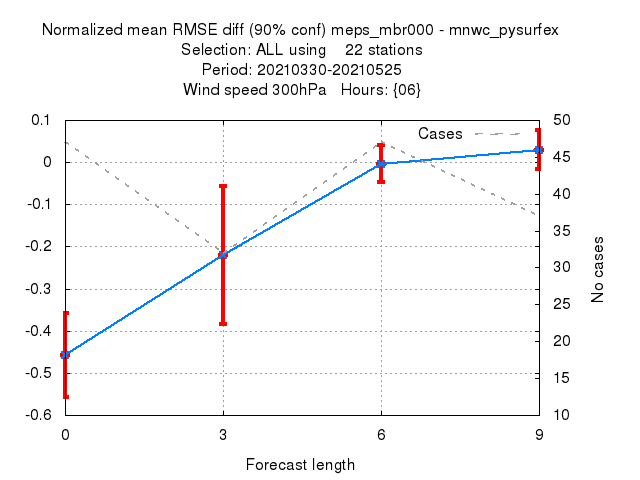 Normalized mean RMSE diff (90% conf) meps_mbr000 - mnwc_pysurfex
Selection: ALL using 22 stations
Period: 20210330-20210525
Wind speed 300hPa Hours: {06}
Cases
0.1
0
-0.1
-0.2
-0.3
-0.4
-0.5
-0.6
50
45
40
35
30
25
20
15
10
No cases
0 3 6 9
Forecast length